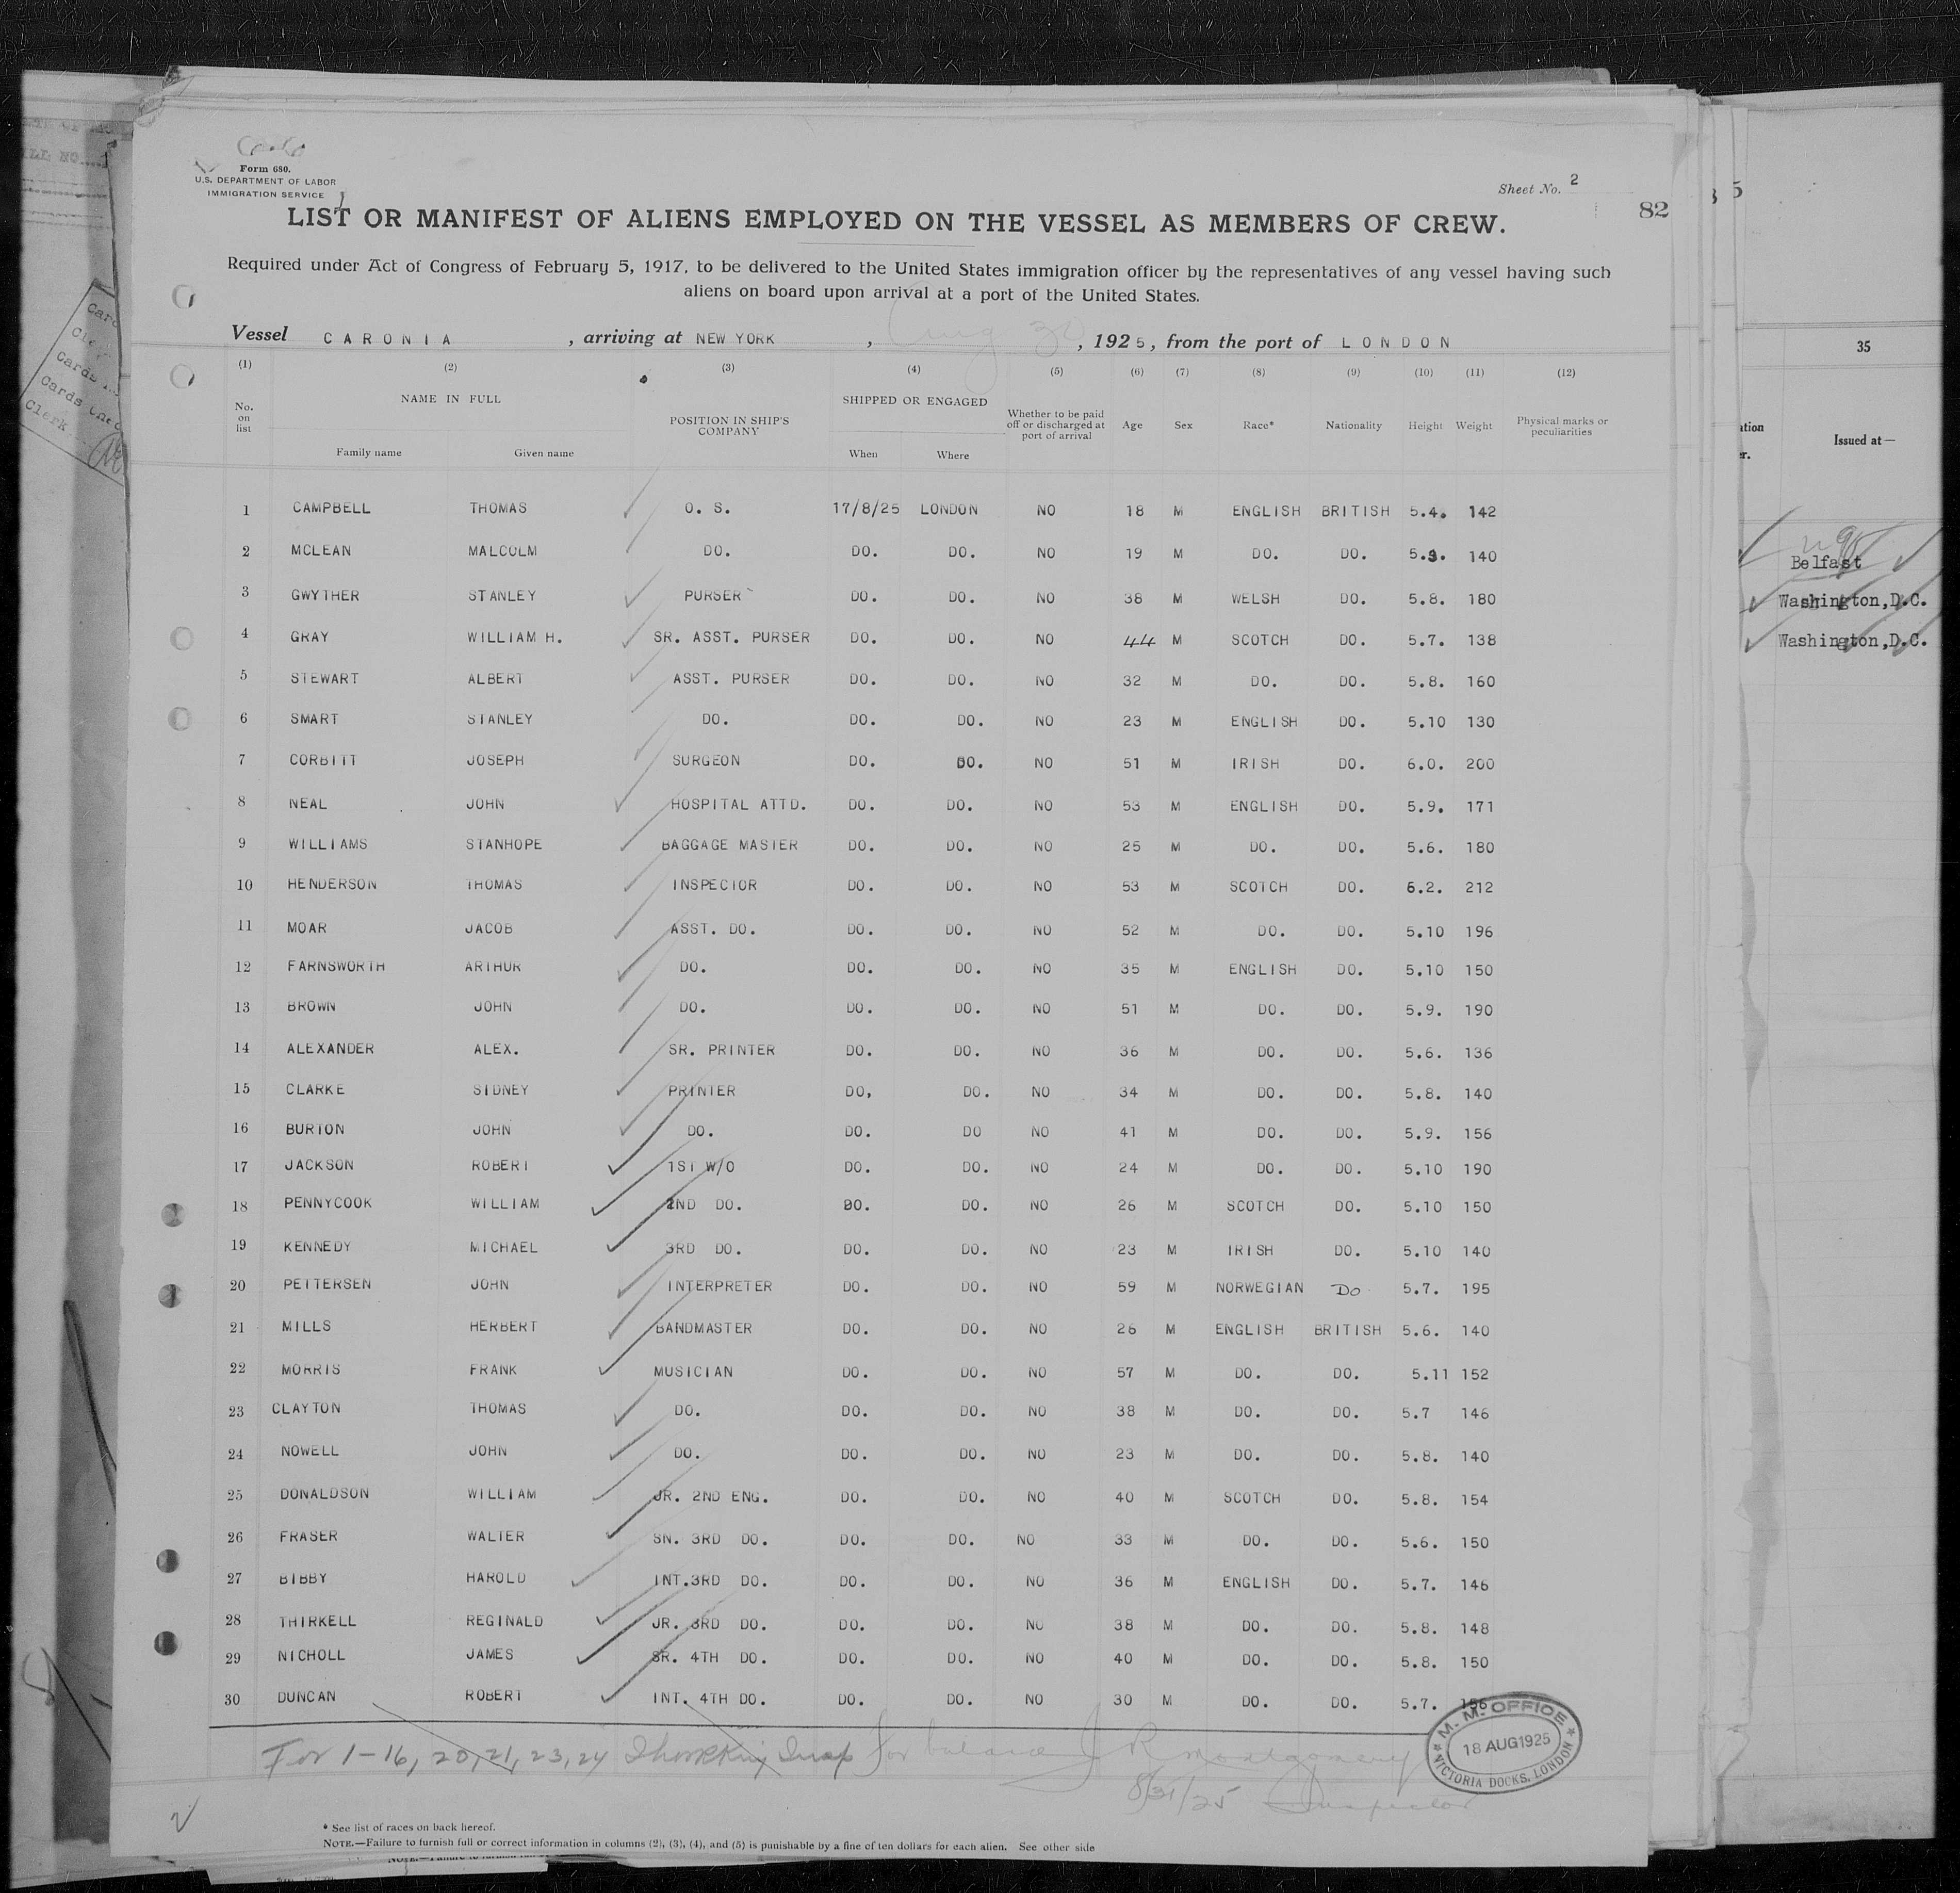 Form 680.
U.S. DEPARTMENT OF LABOR
IMMIGRATION SERVICE
Sheet No. 2
82
LIST OR MANIFEST OF ALIENS EMPLOYED ON THE VESSEL AS MEMBERS OF CREW.
Required under Act of Congress of February 5, 1917, to be delivered to the United States immigration officer by the representatives of any vessel having such
aliens on board upon arrival at a port of the United States.
Vessel CARONIA, arriving at NEW YORK, Aug 30, 1925, from the port of LONDON
(1) (2) (3) (4) (5) (6) (7) (8) (9) (10) (11) (12)
No. on list NAME IN FULL POSITION IN SHIP'S COMPANY SHIPPED OR ENGAGED Whether to be paid off or discharged at port of arrival Age Sex Race* Nationality Height Weight Physical marks or peculiarities
Family name Given name When Where
1 CAMPBELL THOMAS O. S. 17/8/25 LONDON NO 18 M ENGLISH BRITISH 5.4. 142
2 MCLEAN MALCOLM DO. DO. DO. NO 19 M DO. DO. 5.9. 140
3 GWYTHER STANLEY PURSER DO. DO. NO 38 M WELSH DO. 5.8. 180
4 GRAY WILLIAM H. SR. ASST. PURSER DO. DO. NO 44 M SCOTCH DO. 5.7. 138
5 STEWART ALBERT ASST. PURSER DO. DO. NO 32 M DO. DO. 5.8. 160
6 SMART STANLEY DO. DO. DO. NO 23 M ENGLISH DO. 5.10 130
7 CORBITT JOSEPH SURGEON DO. DO. NO 51 M IRISH DO. 6.0. 200
8 NEAL JOHN HOSPITAL ATTD. DO. DO. NO 53 M ENGLISH DO. 5.9. 171
9 WILLIAMS STANHOPE BAGGAGE MASTER DO. DO. NO 25 M DO. DO. 5.6. 180
10 HENDERSON THOMAS INSPECTOR DO. DO. NO 53 M SCOTCH DO. 6.2. 212
11 MOAR JACOB ASST. DO. DO. DO. NO 52 M DO. DO. 5.10 196
12 FARNSWORTH ARTHUR DO. DO. DO. NO 35 M ENGLISH DO. 5.10 150
13 BROWN JOHN DO. DO. DO. NO 51 M DO. DO. 5.9. 190
14 ALEXANDER ALEX. SR. PRINTER DO. DO. NO 36 M DO. DO. 5.6. 136
15 CLARKE SIDNEY PRINTER DO, DO. NO 34 M DO. DO. 5.8. 140
16 BURTON JOHN DO. DO. DO NO 41 M DO. DO. 5.9. 156
17 JACKSON ROBERT 1ST W/O DO. DO. NO 24 M DO. DO. 5.10 190
18 PENNYCOOK WILLIAM 2ND DO. DO. DO. NO 26 M SCOTCH DO. 5.10 150
19 KENNEDY MICHAEL 3RD DO. DO. DO. NO 23 M IRISH DO. 5.10 140
20 PETTERSEN JOHN INTERPRETER DO. DO. NO 59 M NORWEGIAN DO 5.7. 195
21 MILLS HERBERT BANDMASTER DO. DO. NO 26 M ENGLISH BRITISH 5.6. 140
22 MORRIS FRANK MUSICIAN DO. DO. NO 57 M DO. DO. 5.11 152
23 CLAYTON THOMAS DO. DO. DO. NO 38 M DO. DO. 5.7 146
24 NOWELL JOHN DO. DO. DO. NO 23 M DO. DO. 5.8. 140
25 DONALDSON WILLIAM JR. 2ND ENG. DO. DO. NO 40 M SCOTCH DO. 5.8. 154
26 FRASER WALTER SN. 3RD DO. DO. DO. NO 33 M DO. DO. 5.6. 150
27 BIBBY HAROLD INT.3RD DO. DO. DO. NO 36 M ENGLISH DO. 5.7. 146
28 THIRKELL REGINALD JR. 3RD DO. DO. DO. NO 38 M DO. DO. 5.8. 148
29 NICHOLL JAMES SR. 4TH DO. DO. DO. NO 40 M DO. DO. 5.8. 150
30 DUNCAN ROBERT INT. 4TH DO. DO. DO. NO 30 M DO. DO. 5.7. 156
For 1-16, 20, 21, 23, 24 Insp for balance J R Montgomery
8/31/25 Inspector
M. M. OFFICE
18 AUG 1925
VICTORIA DOCKS, LONDON
* See list of races on back hereof.
NOTE.—Failure to furnish full or correct information in columns (2), (3), (4), and (5) is punishable by a fine of ten dollars for each alien. See other side
35
Issued at—
Belfast
Washington,D.C.
Washington,D.C.